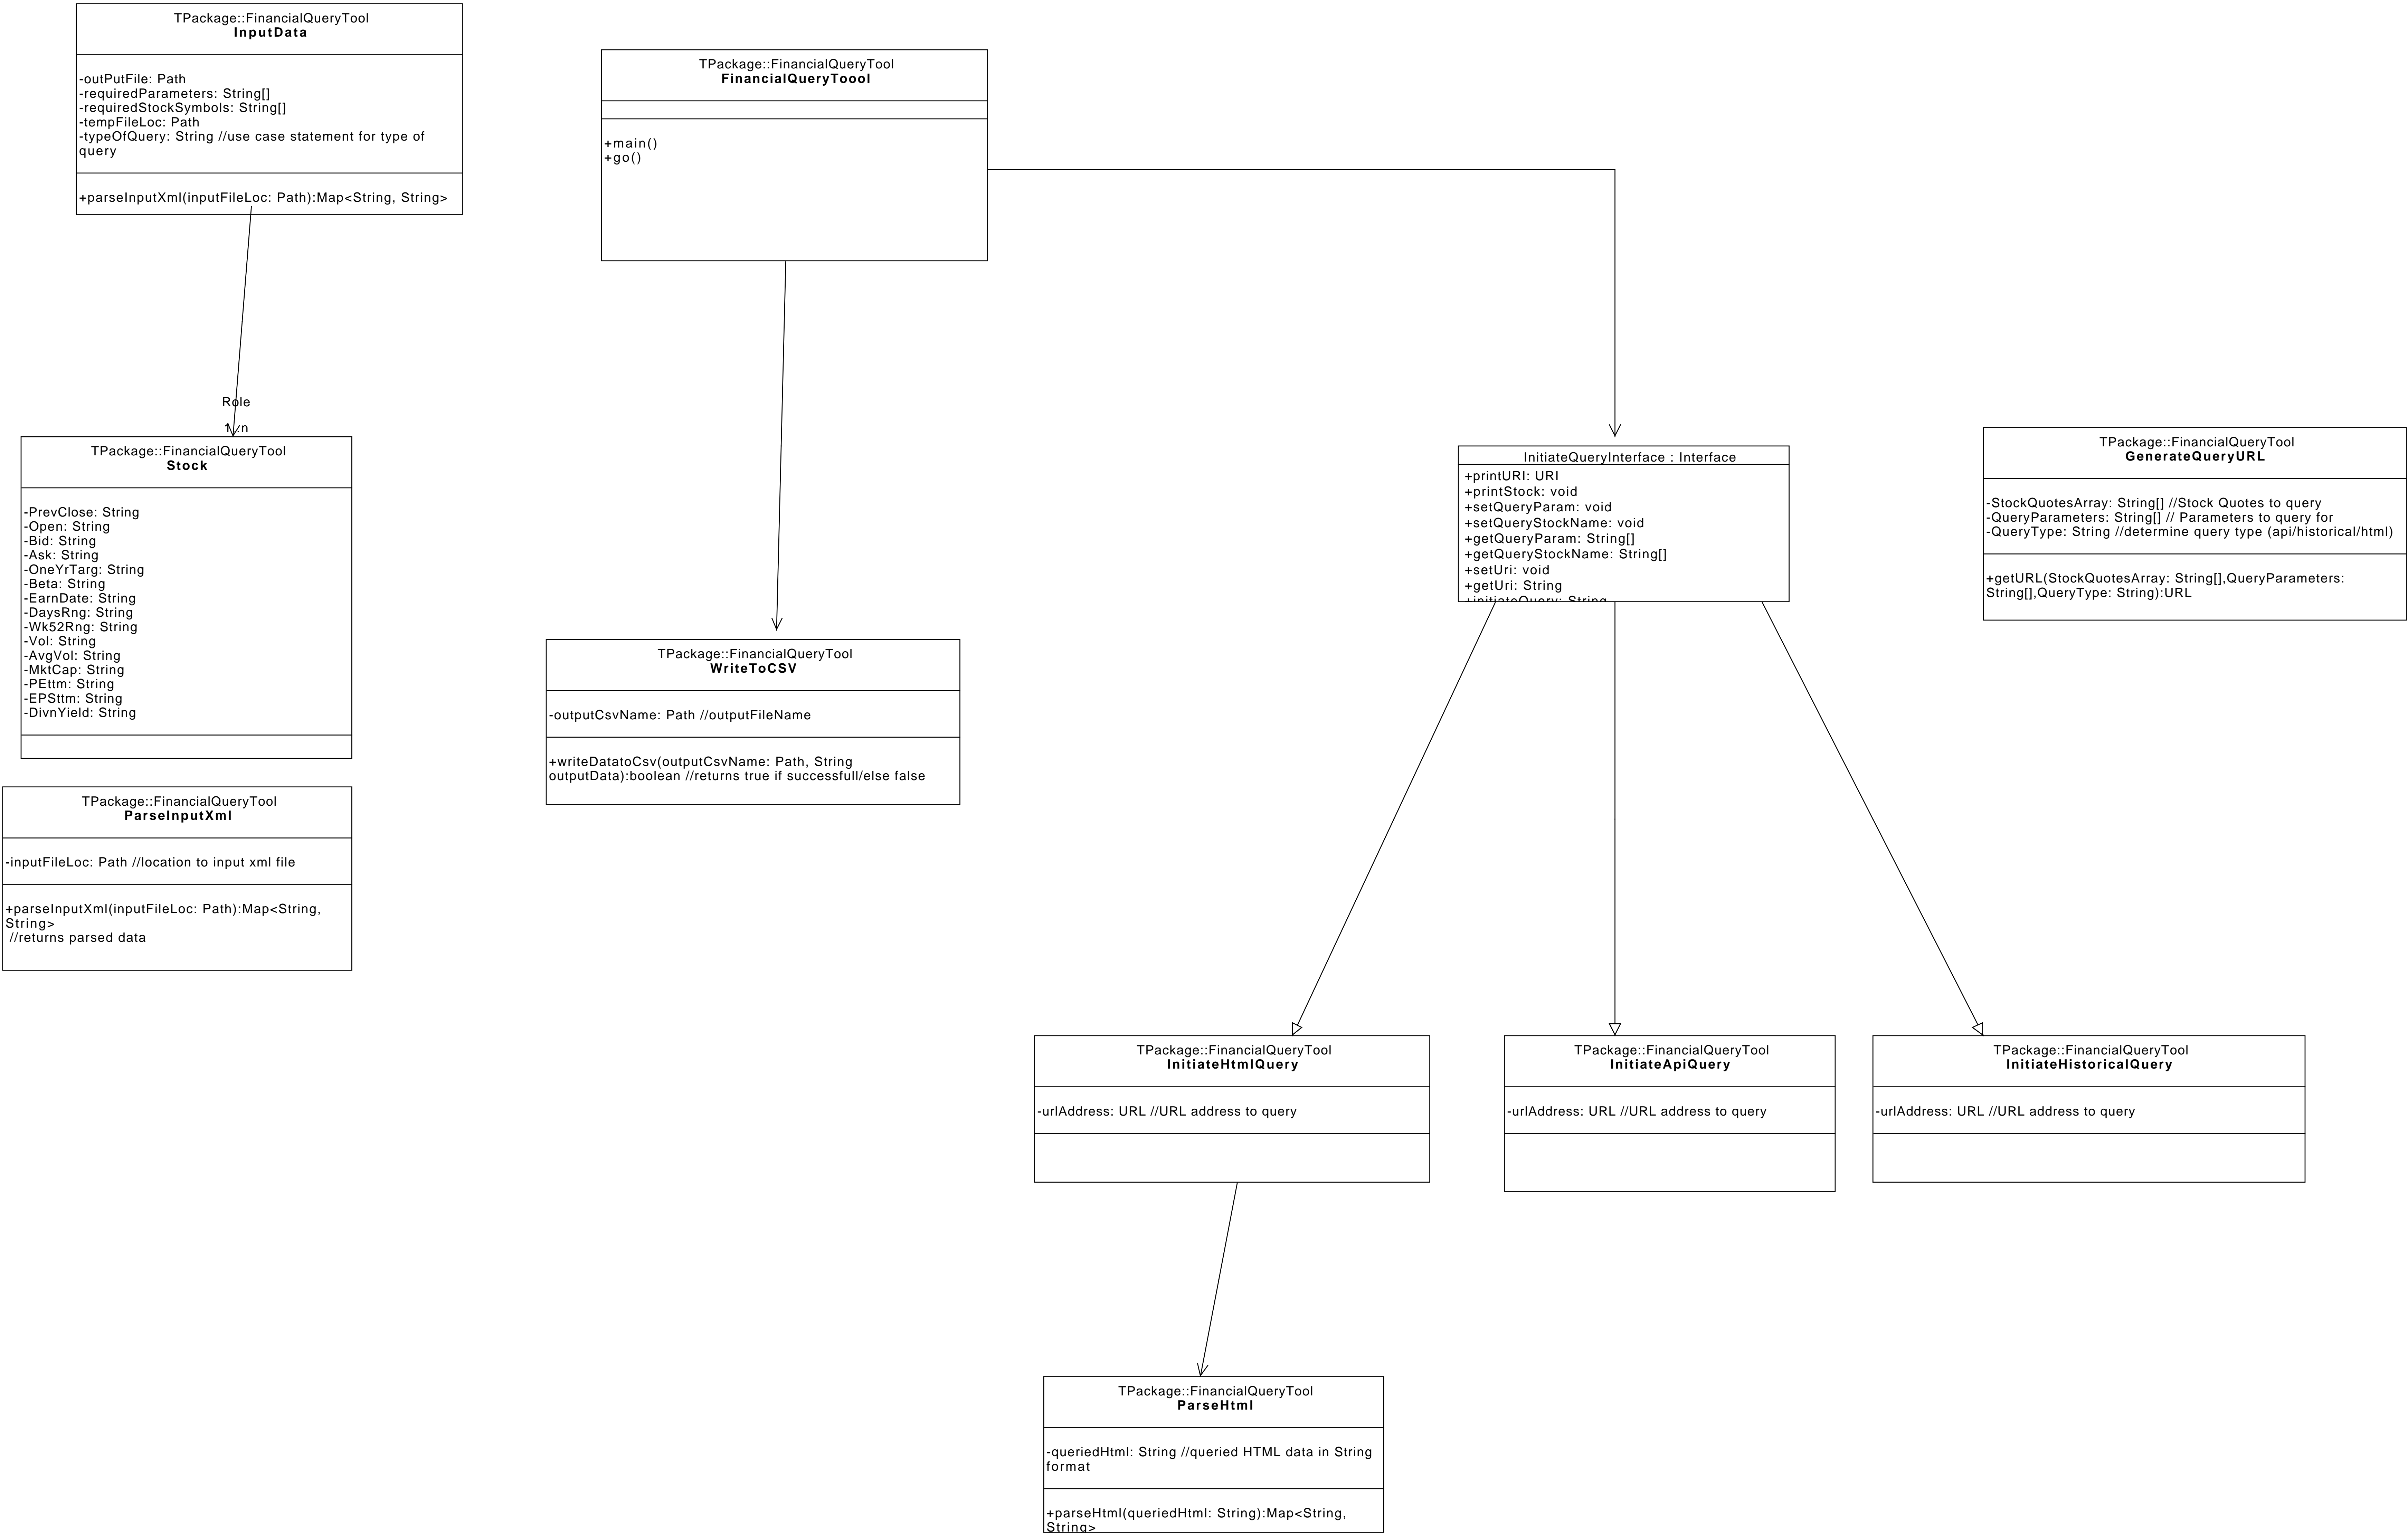 TPackage::FinancialQueryTool
InputData
-outPutFile: Path
-requiredParameters: String[]
-requiredStockSymbols: String[]
-tempFileLoc: Path
-typeOfQuery: String //use case statement for type of
query
+parseInputXml(inputFileLoc: Path):Map<String, String>
TPackage::FinancialQueryTool
FinancialQueryToool
+main()
+go()
Role
1..n
TPackage::FinancialQueryTool
Stock
-PrevClose: String
-Open: String
-Bid: String
-Ask: String
-OneYrTarg: String
-Beta: String
-EarnDate: String
-DaysRng: String
-Wk52Rng: String
-Vol: String
-AvgVol: String
-MktCap: String
-PEttm: String
-EPSttm: String
-DivnYield: String
InitiateQueryInterface : Interface
+printURI: URI
+printStock: void
+setQueryParam: void
+setQueryStockName: void
+getQueryParam: String[]
+getQueryStockName: String[]
+setUri: void
+getUri: String
+initiateQuery: String
TPackage::FinancialQueryTool
GenerateQueryURL
-StockQuotesArray: String[] //Stock Quotes to query
-QueryParameters: String[] // Parameters to query for
-QueryType: String //determine query type (api/historical/html)
+getURL(StockQuotesArray: String[],QueryParameters:
String[],QueryType: String):URL
TPackage::FinancialQueryTool
WriteToCSV
-outputCsvName: Path //outputFileName
+writeDatatoCsv(outputCsvName: Path, String
outputData):boolean //returns true if successfull/else false
TPackage::FinancialQueryTool
ParseInputXml
-inputFileLoc: Path //location to input xml file
+parseInputXml(inputFileLoc: Path):Map<String,
String>
//returns parsed data
TPackage::FinancialQueryTool
InitiateHtmlQuery
-urlAddress: URL //URL address to query
TPackage::FinancialQueryTool
InitiateApiQuery
-urlAddress: URL //URL address to query
TPackage::FinancialQueryTool
InitiateHistoricalQuery
-urlAddress: URL //URL address to query
TPackage::FinancialQueryTool
ParseHtml
-queriedHtml: String //queried HTML data in String
format
+parseHtml(queriedHtml: String):Map<String,
String>